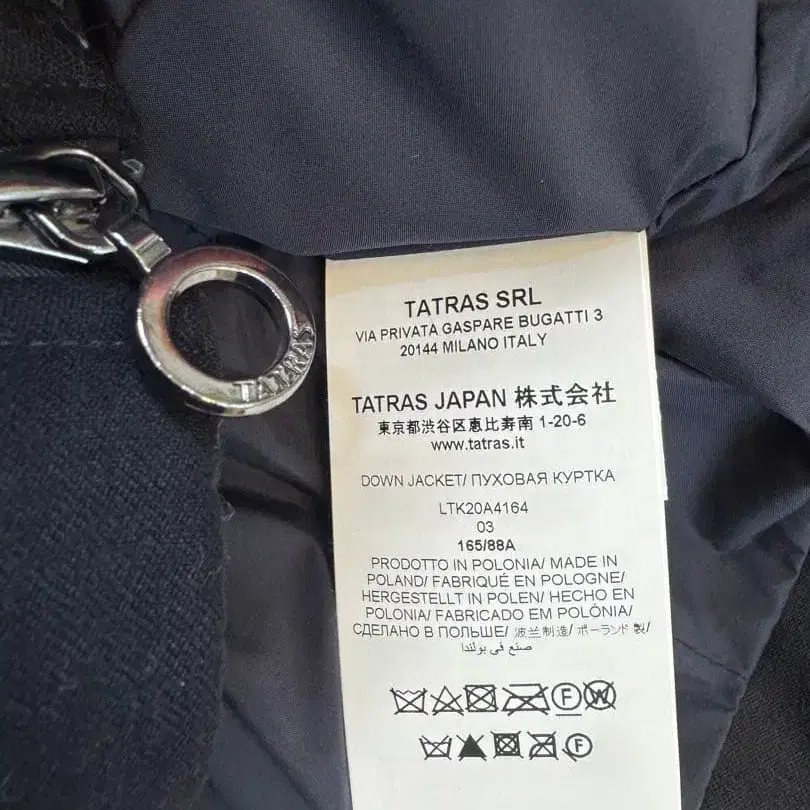 TATRAS
TATRAS SRL
VIA PRIVATA GASPARE BUGATTI 3
20144 MILANO ITALY
TATRAS JAPAN 株式会社
東京都渋谷区恵比寿南 1-20-6
www.tatras.it
DOWN JACKET/ ПУХОВАЯ КУРТКА
LTK20A4164
03
165/88A
PRODOTTO IN POLONIA/ MADE IN
POLAND/ FABRIQUÉ EN POLOGNE/
HERGESTELLT IN POLEN/ HECHO EN
POLONIA/ FABRICADO EM POLÔNIA/
СДЕЛАНО В ПОЛЬШЕ/ 波兰制造/ ポーランド 製/
صنع في بولندا
F W
F